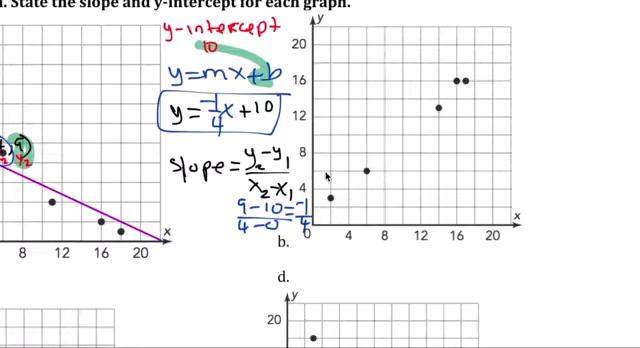 . State the slope and y-intercept for each graph.
y-intercept
10
y=mx+b
y=-1/4x+10
slope=y₂-y₁/x₂-x₁
9-10/4-0=-1/4
9)
y₂
x
8 12 16 20
y
20
16
12
8
4
0 4 8 12 16 20
x
b.
d.
y
20